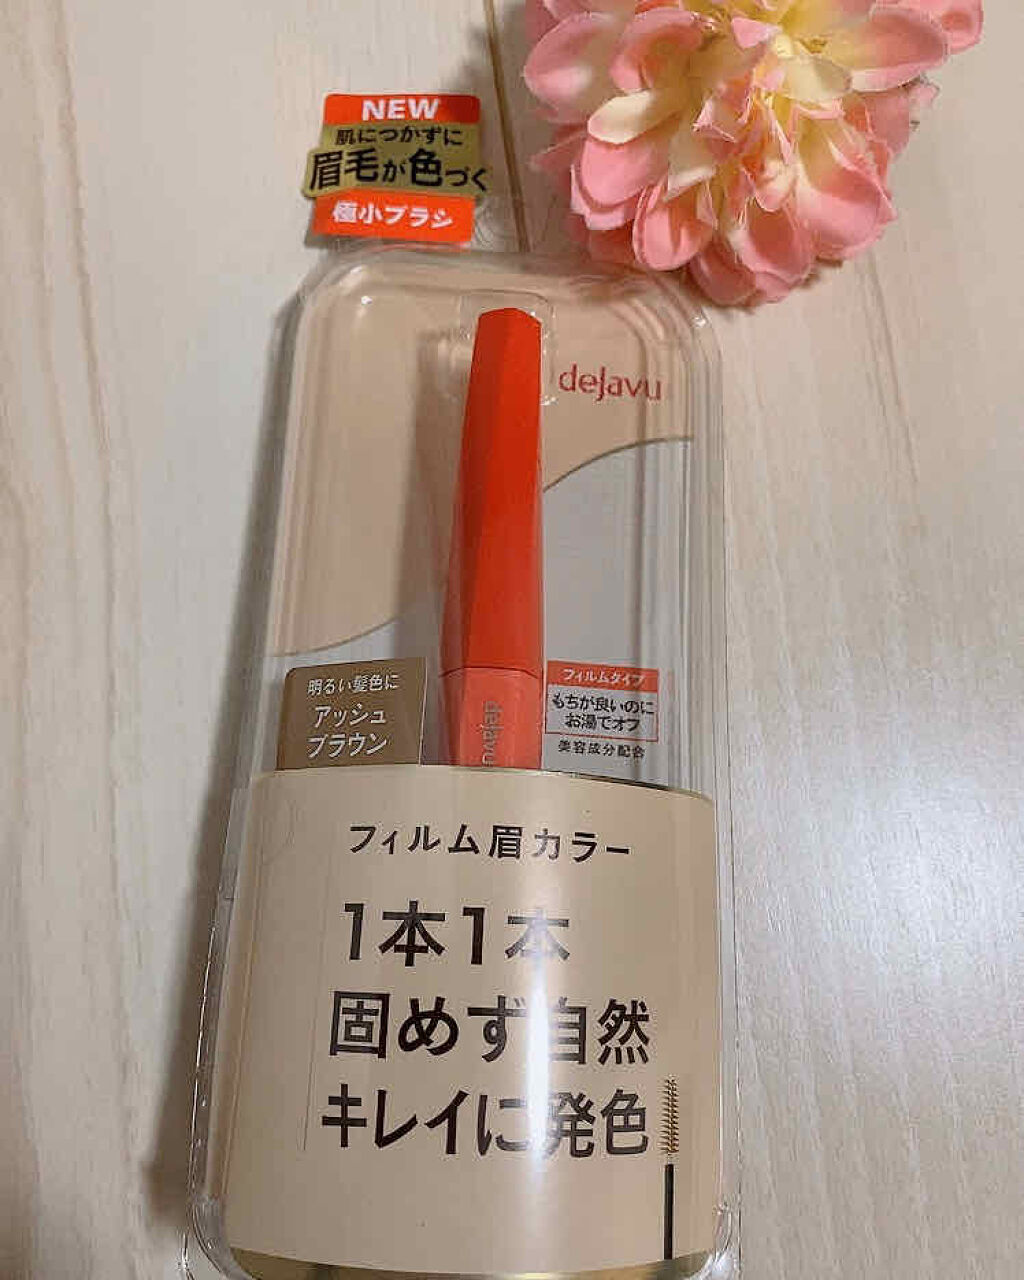 NEW
肌につかずに
眉毛が色づく
極小ブラシ
dejavu
明るい髪色に
アッシュ
ブラウン
dejavu
フィルムタイプ
もちが良いのに
お湯でオフ
美容成分配合
フィルム眉カラー
1本1本
固めず自然
キレイに発色